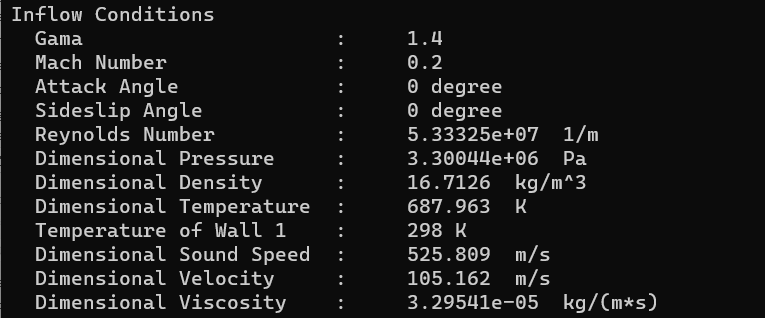 Inflow Conditions
Gama : 1.4
Mach Number : 0.2
Attack Angle : 0 degree
Sideslip Angle : 0 degree
Reynolds Number : 5.33325e+07 1/m
Dimensional Pressure : 3.30044e+06 Pa
Dimensional Density : 16.7126 kg/m^3
Dimensional Temperature : 687.963 K
Temperature of Wall 1 : 298 K
Dimensional Sound Speed : 525.809 m/s
Dimensional Velocity : 105.162 m/s
Dimensional Viscosity : 3.29541e-05 kg/(m*s)